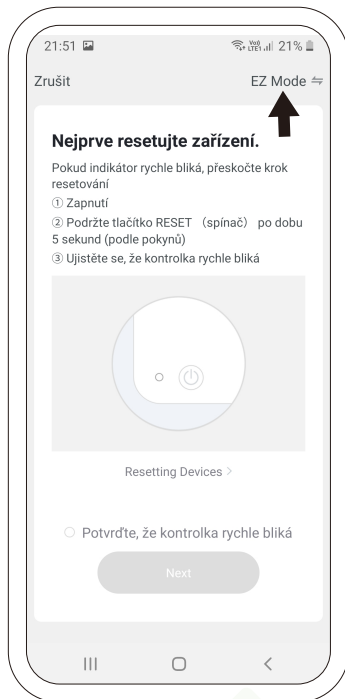 21:51 Vo)) LTE1 21%
Zrušit EZ Mode
Nejprve resetujte zařízení.
Pokud indikátor rychle bliká, přeskočte krok
resetování
① Zapnutí
② Podržte tlačítko RESET （spínač） po dobu
5 sekund (podle pokynů)
③ Ujistěte se, že kontrolka rychle bliká
Resetting Devices >
Potvrďte, že kontrolka rychle bliká
Next